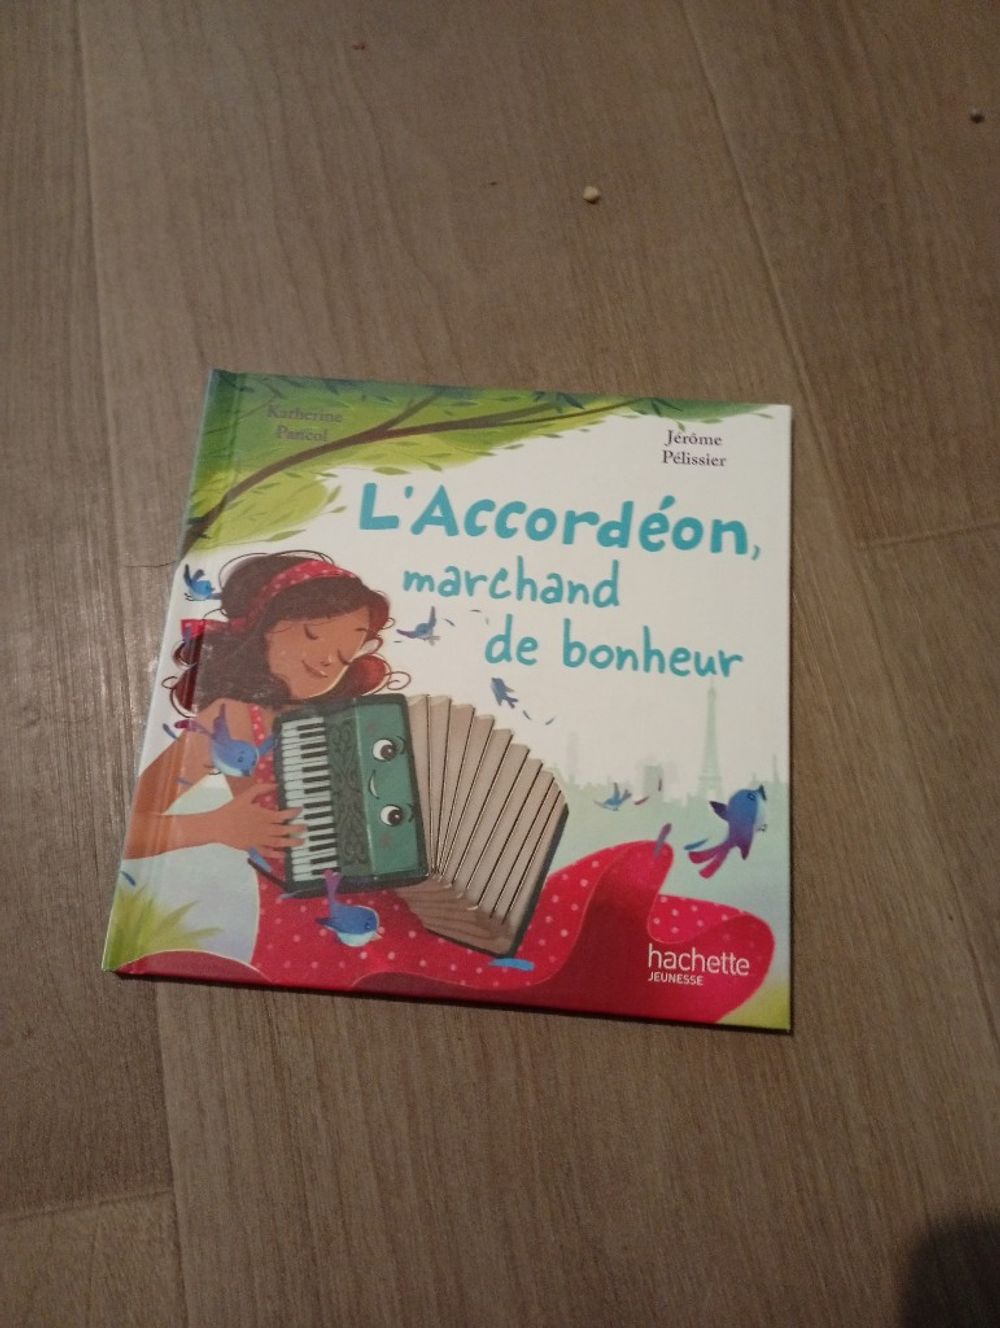 Katherine
Pancol
Jérôme
Pélissier
L'Accordéon,
marchand
de bonheur
hachette
JEUNESSE